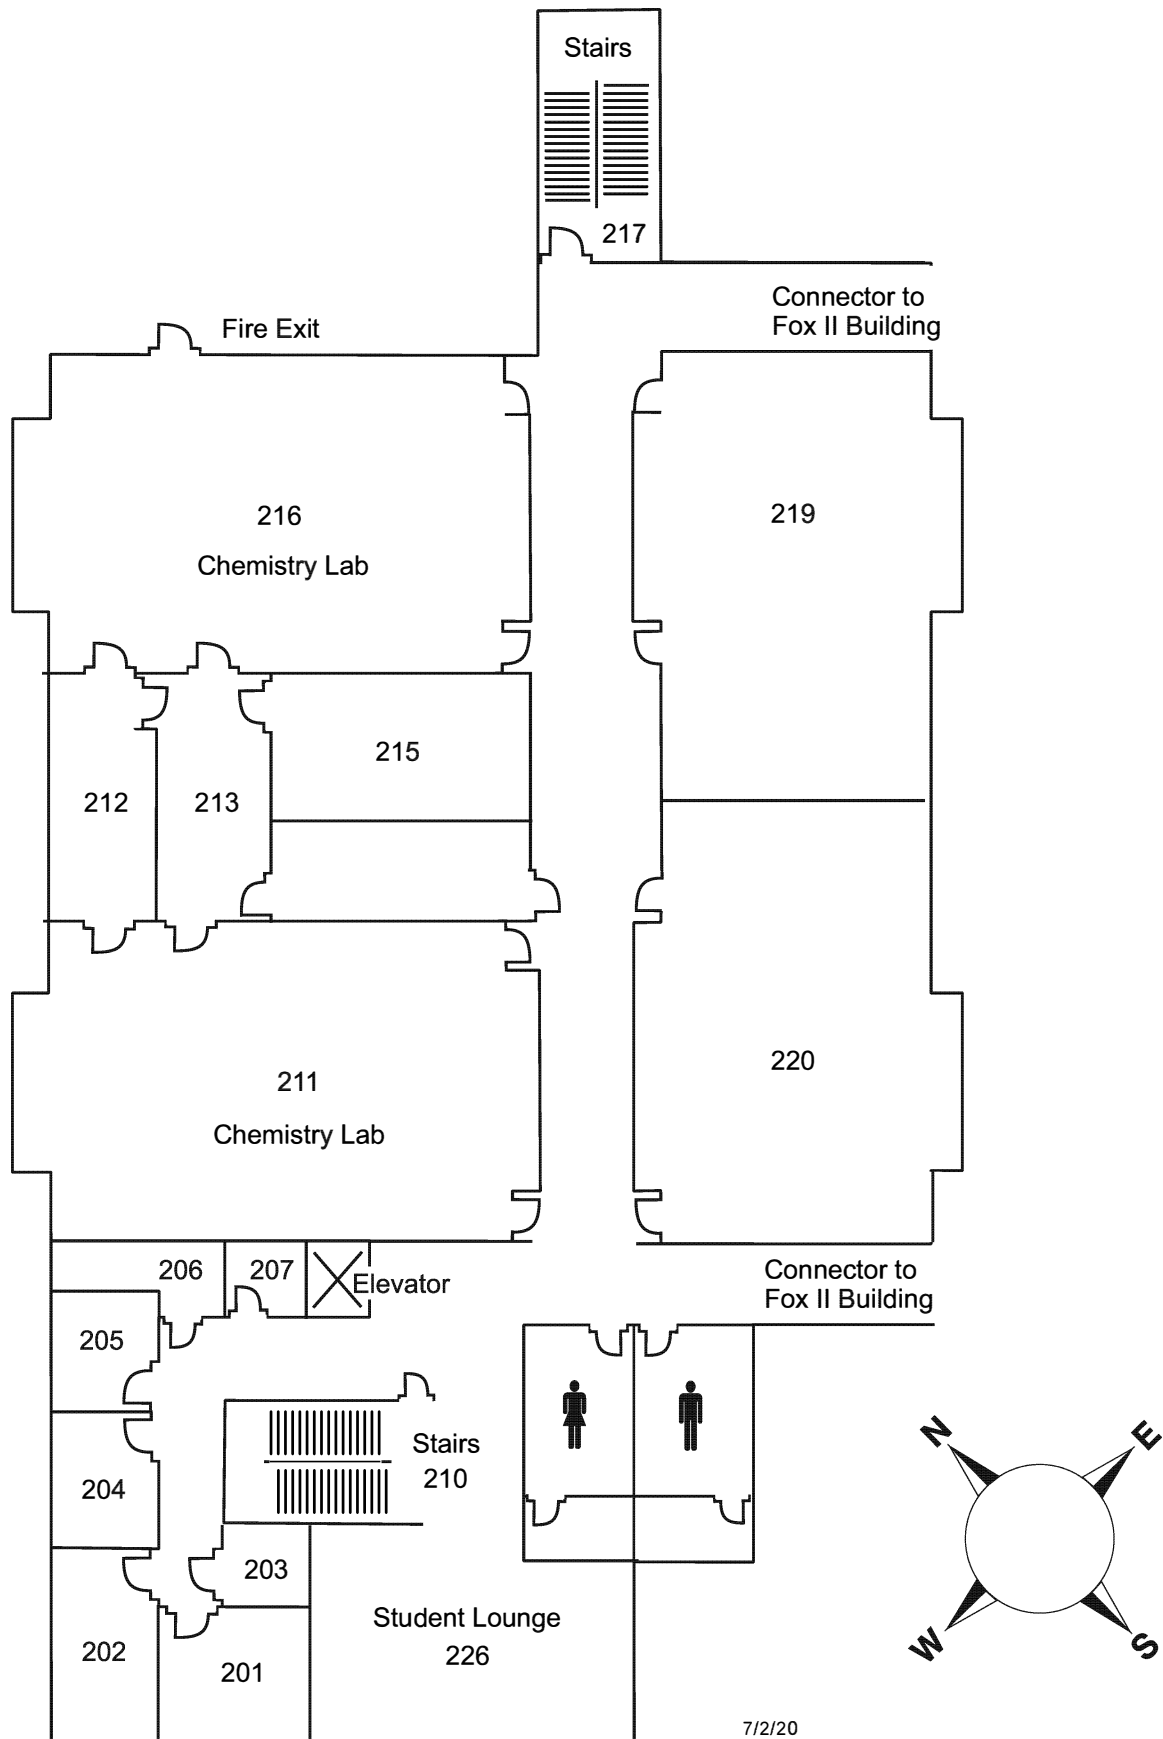 Stairs
217
Connector to
Fox II Building
Fire Exit
216
Chemistry Lab
219
215
212
213
211
Chemistry Lab
220
206
207
Elevator
Connector to
Fox II Building
205
Stairs
210
204
203
Student Lounge
226
202
201
N
E
W
S
7/2/20